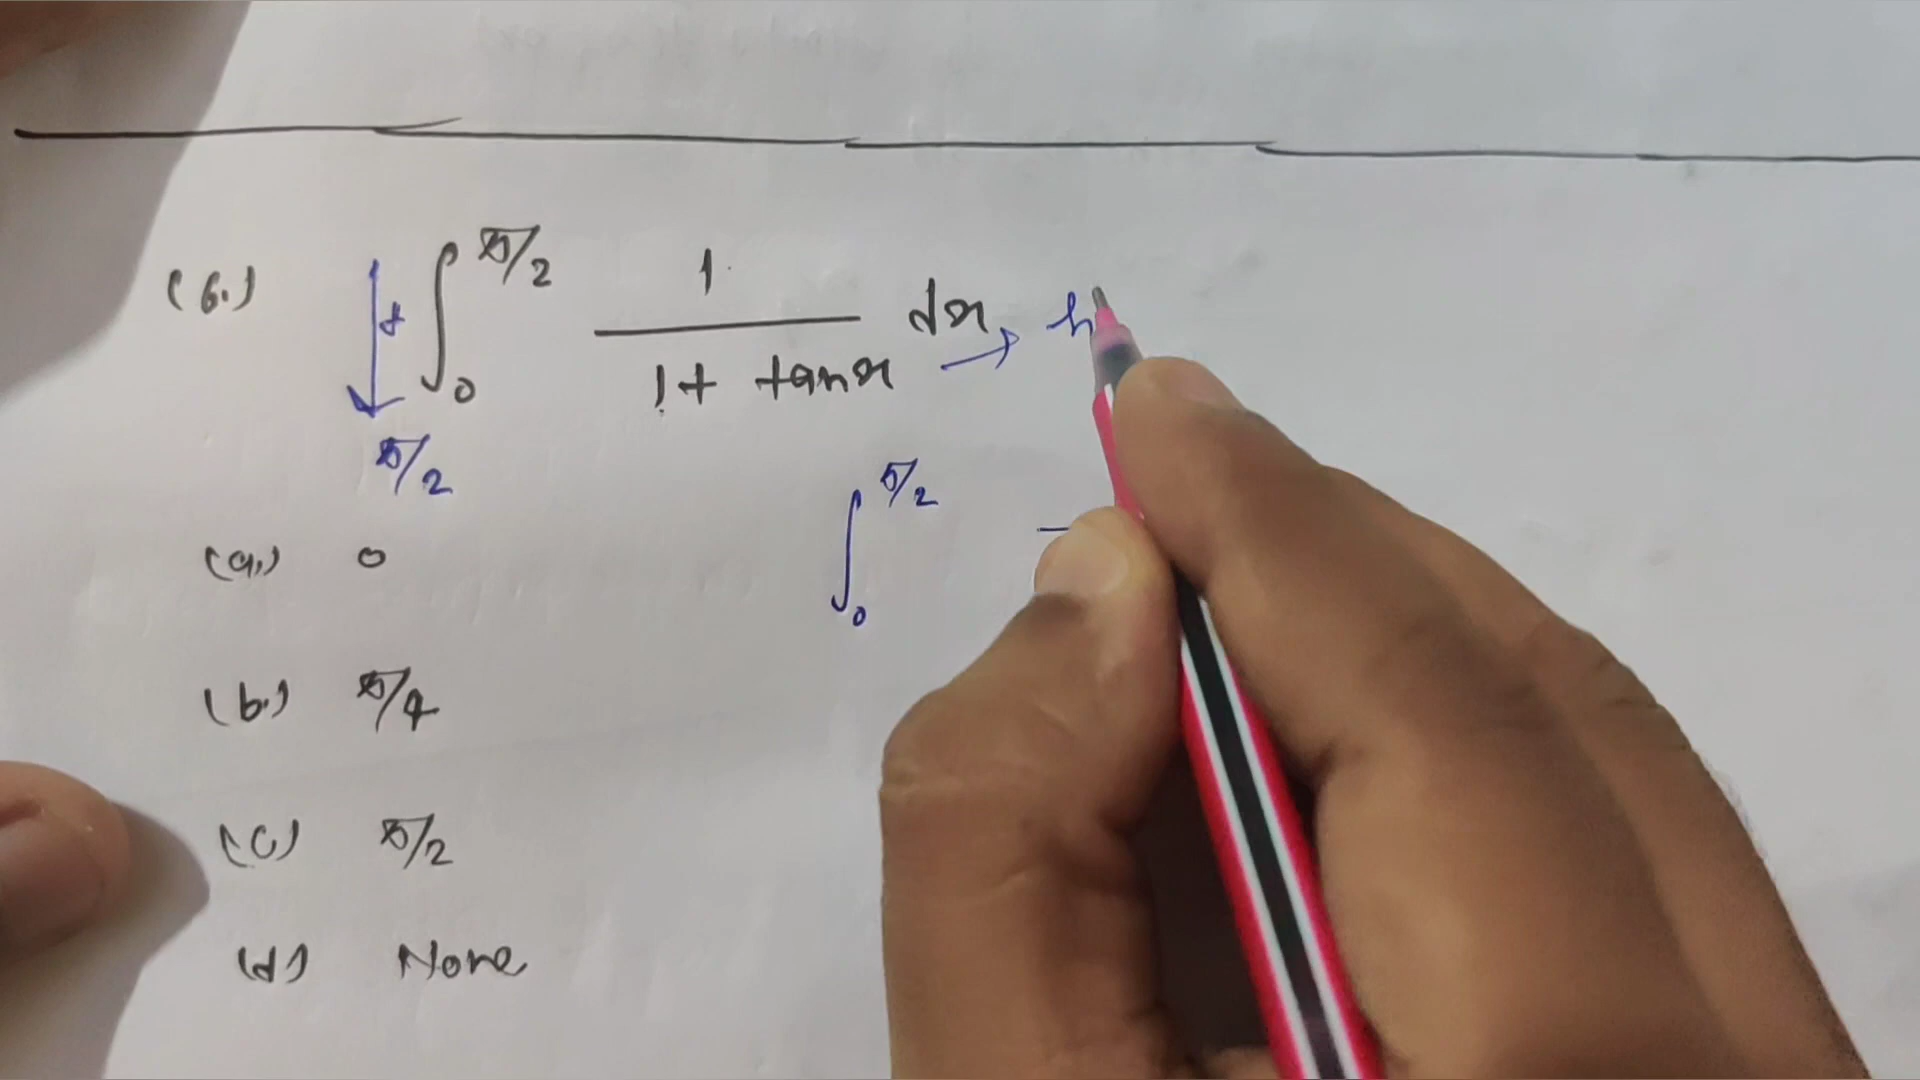 (6.) + ∫₀^π/2 1 / 1 + tanx dx → h
π/2
∫₀^π/2
(a.) 0
(b.) π/4
(c) π/2
(d) None